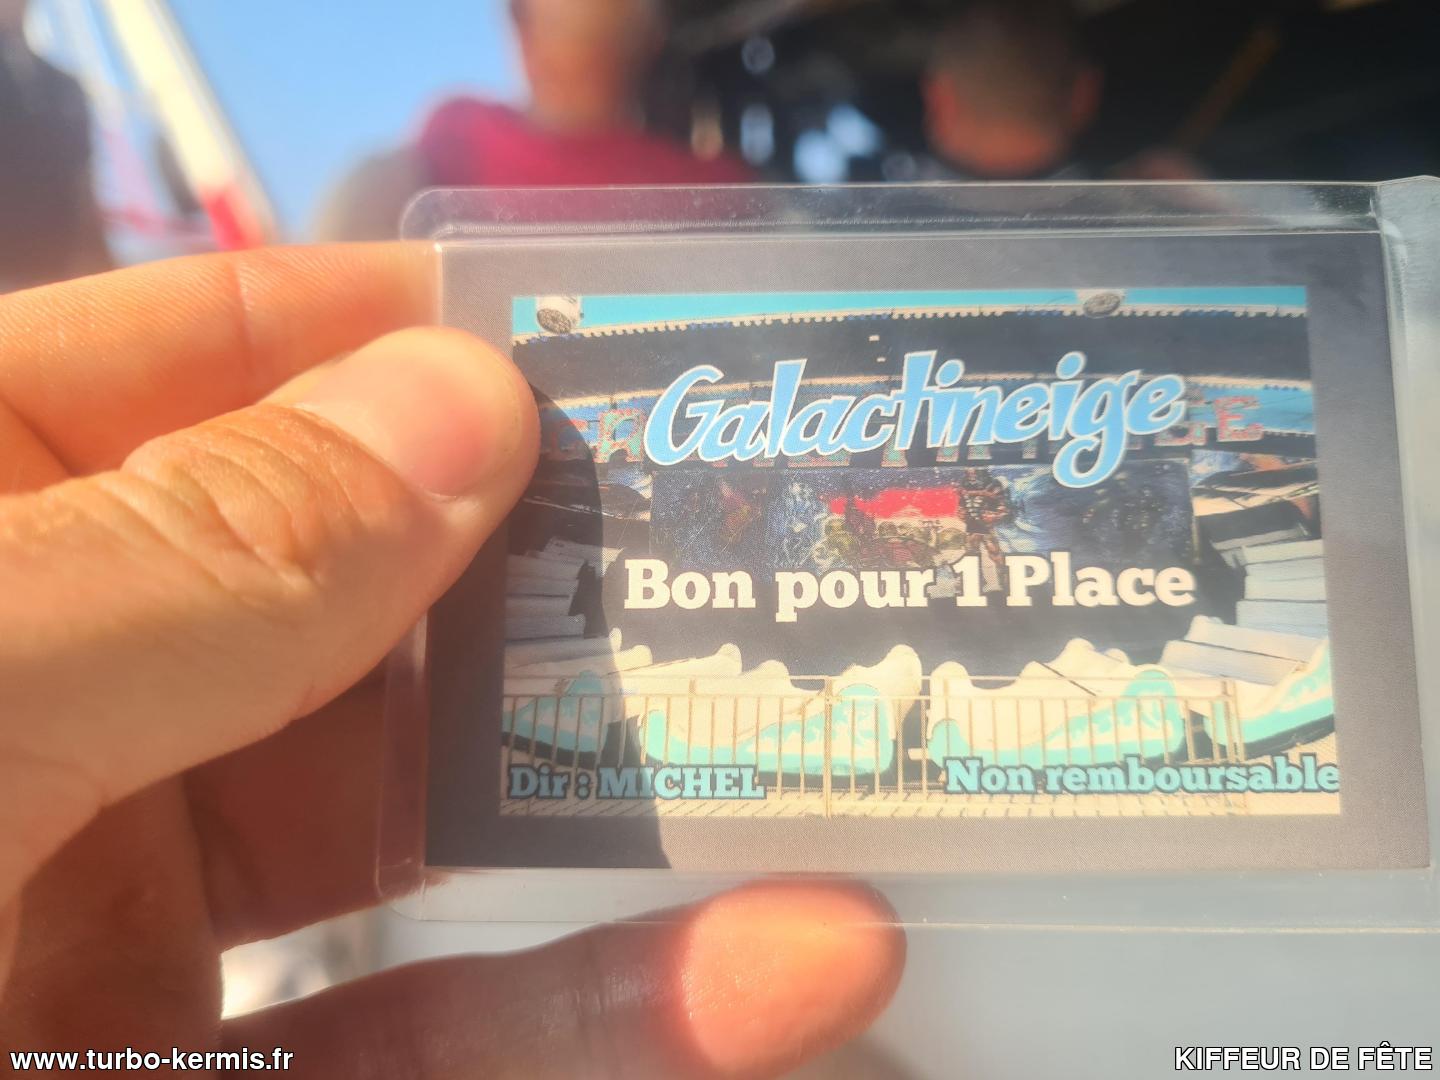 Galactineige
Bon pour 1 Place
Dir : MICHEL
Non remboursable
www.turbo-kermis.fr
KIFFEUR DE FÊTE